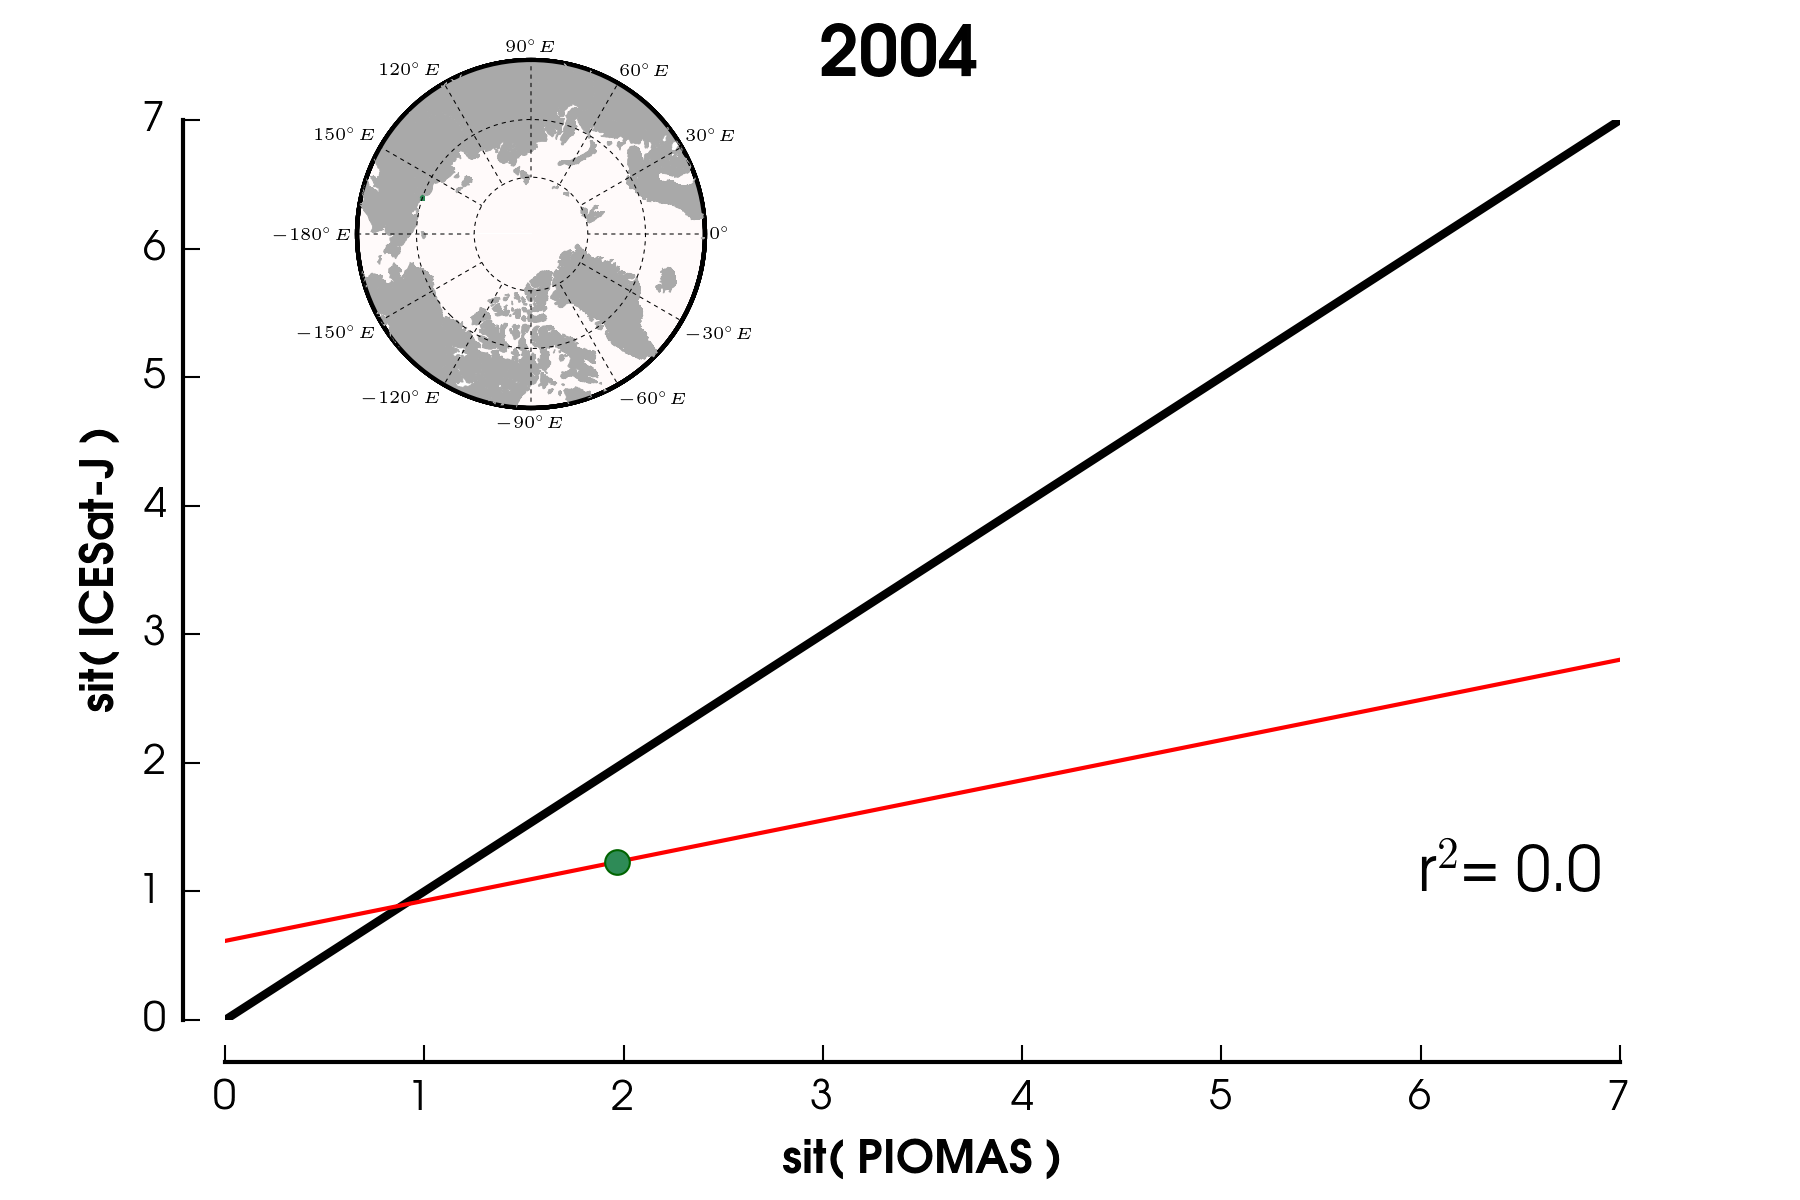 2004
90° E
120° E
60° E
150° E
30° E
−180° E
0°
−150° E
−30° E
−120° E
−60° E
−90° E
7
6
5
4
3
2
1
0
sit( ICESat-J )
r²= 0.0
0 1 2 3 4 5 6 7
sit( PIOMAS )